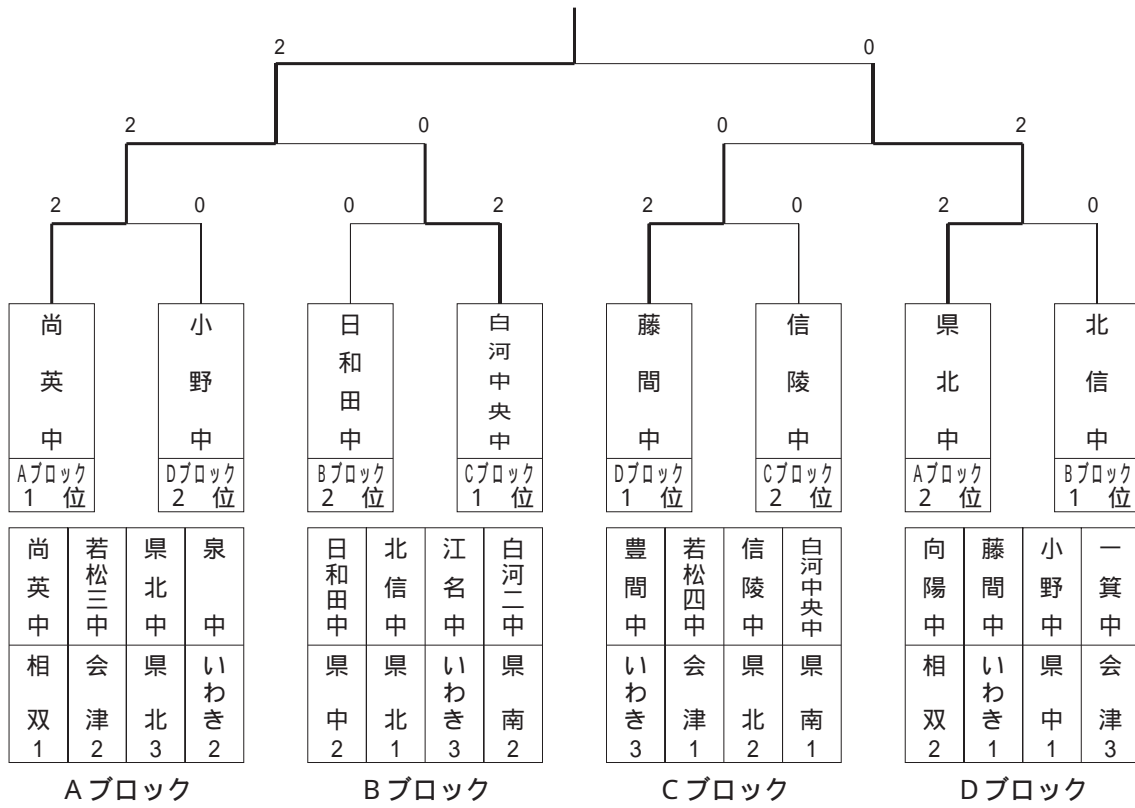 2 0
2 0 0 2
2 0 0 2 2 0 2 0
尚英中 小野中 日和田中 白河中央中 藤間中 信陵中 県北中 北信中
Aブロック Dブロック Bブロック Cブロック Dブロック Cブロック Aブロック Bブロック
1位 2位 2位 1位 1位 2位 2位 1位
尚英中 若松三中 県北中 泉中 日和田中 北信中 江名中 白河二中 豊間中 若松四中 信陵中 白河中央中 向陽中 藤間中 小野中 一箕中
相双1 会津2 県北3 いわき2 県中2 県北1 いわき3 県南2 いわき3 会津1 県北2 県南1 相双2 いわき1 県中1 会津3
Aブロック Bブロック Cブロック Dブロック